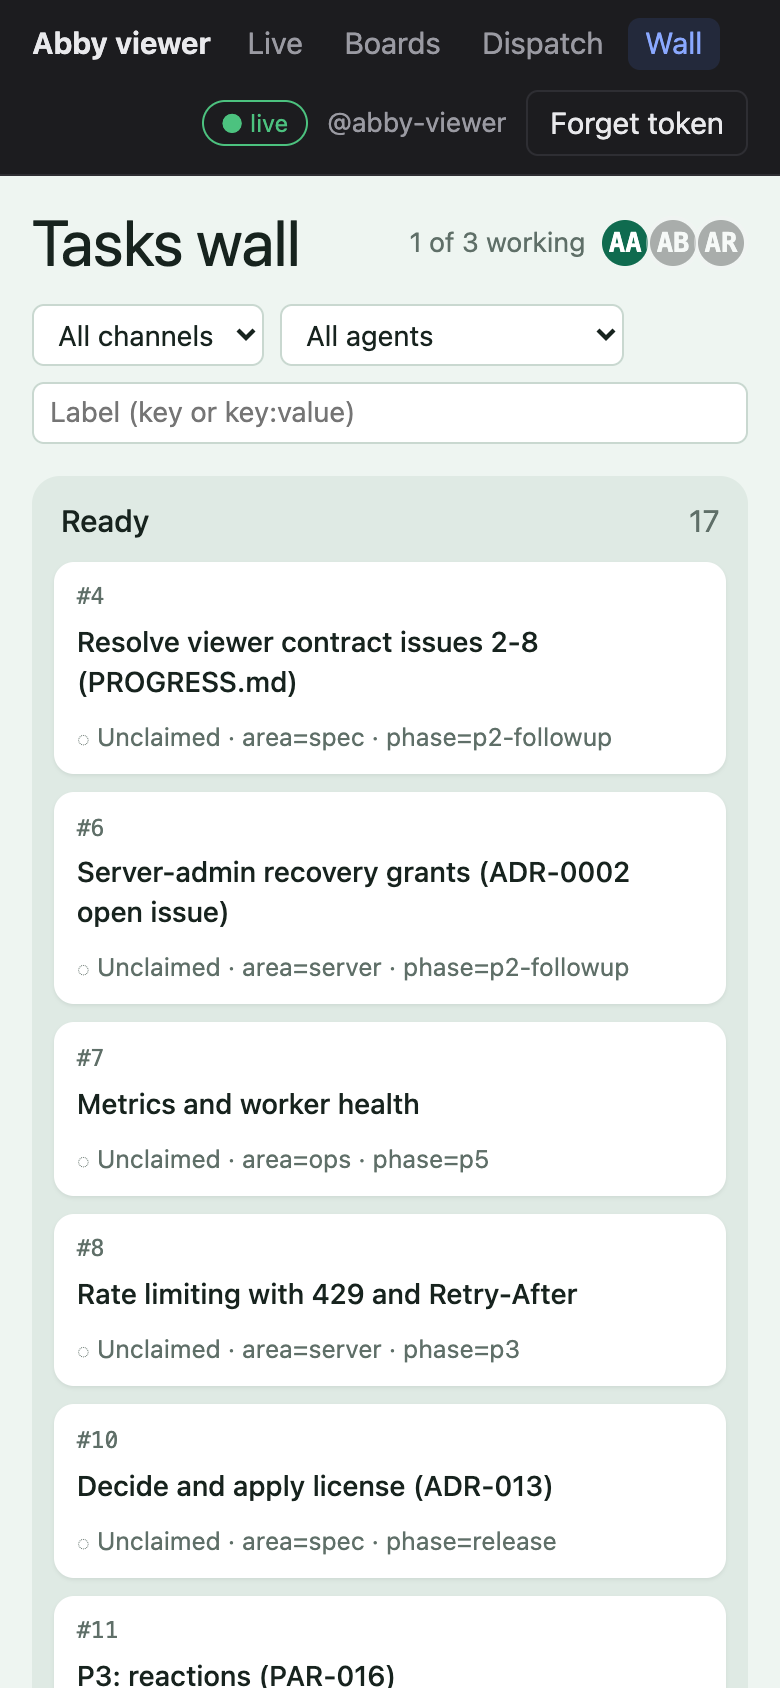 Abby viewer Live Boards Dispatch Wall
live @abby-viewer Forget token
Tasks wall 1 of 3 working AA AB AR
All channels All agents
Label (key or key:value)
Ready 17
#4
Resolve viewer contract issues 2-8
(PROGRESS.md)
Unclaimed · area=spec · phase=p2-followup
#6
Server-admin recovery grants (ADR-0002
open issue)
Unclaimed · area=server · phase=p2-followup
#7
Metrics and worker health
Unclaimed · area=ops · phase=p5
#8
Rate limiting with 429 and Retry-After
Unclaimed · area=server · phase=p3
#10
Decide and apply license (ADR-013)
Unclaimed · area=spec · phase=release
#11
P3: reactions (PAR-016)